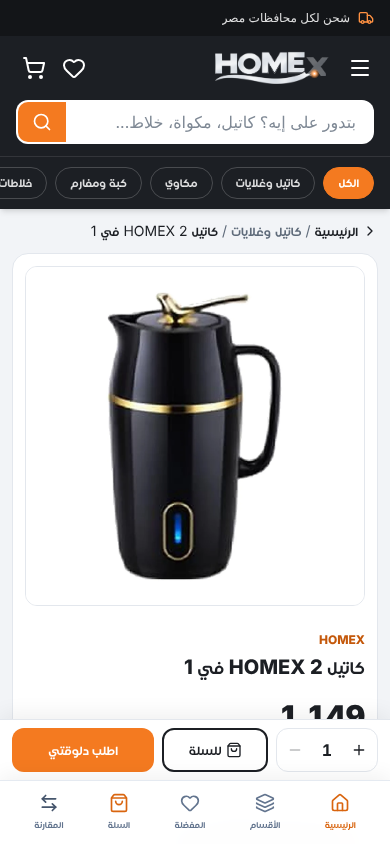 شحن لكل محافظات مصر
HOMEX
بتدور على إيه؟ كاتيل، مكواة، خلاط...
الكل
كاتيل وغلايات
مكاوي
كبة ومفارم
خلاطات
الرئيسية / كاتيل وغلايات / كاتيل HOMEX 2 في 1
HOMEX
كاتيل HOMEX 2 في 1
1,149
+ 1 −
للسلة
اطلب دلوقتي
الرئيسية
الأقسام
المفضلة
السلة
المقارنة